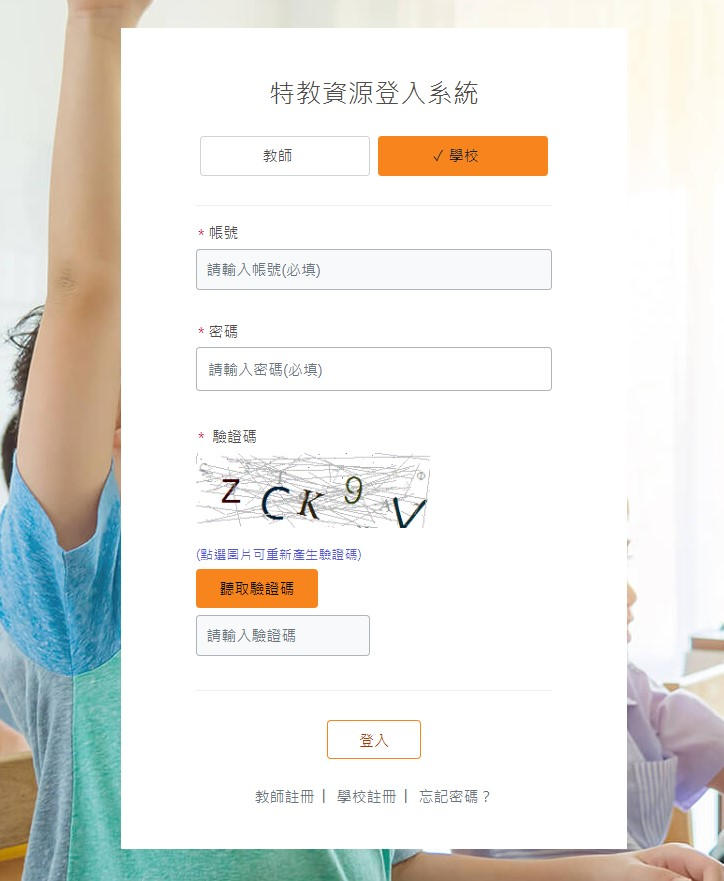 特教資源登入系統
教師
✓ 學校
* 帳號
請輸入帳號(必填)
* 密碼
請輸入密碼(必填)
* 驗證碼
Z C K 9 V
(點選圖片可重新產生驗證碼)
聽取驗證碼
請輸入驗證碼
登入
教師註冊 | 學校註冊 | 忘記密碼？